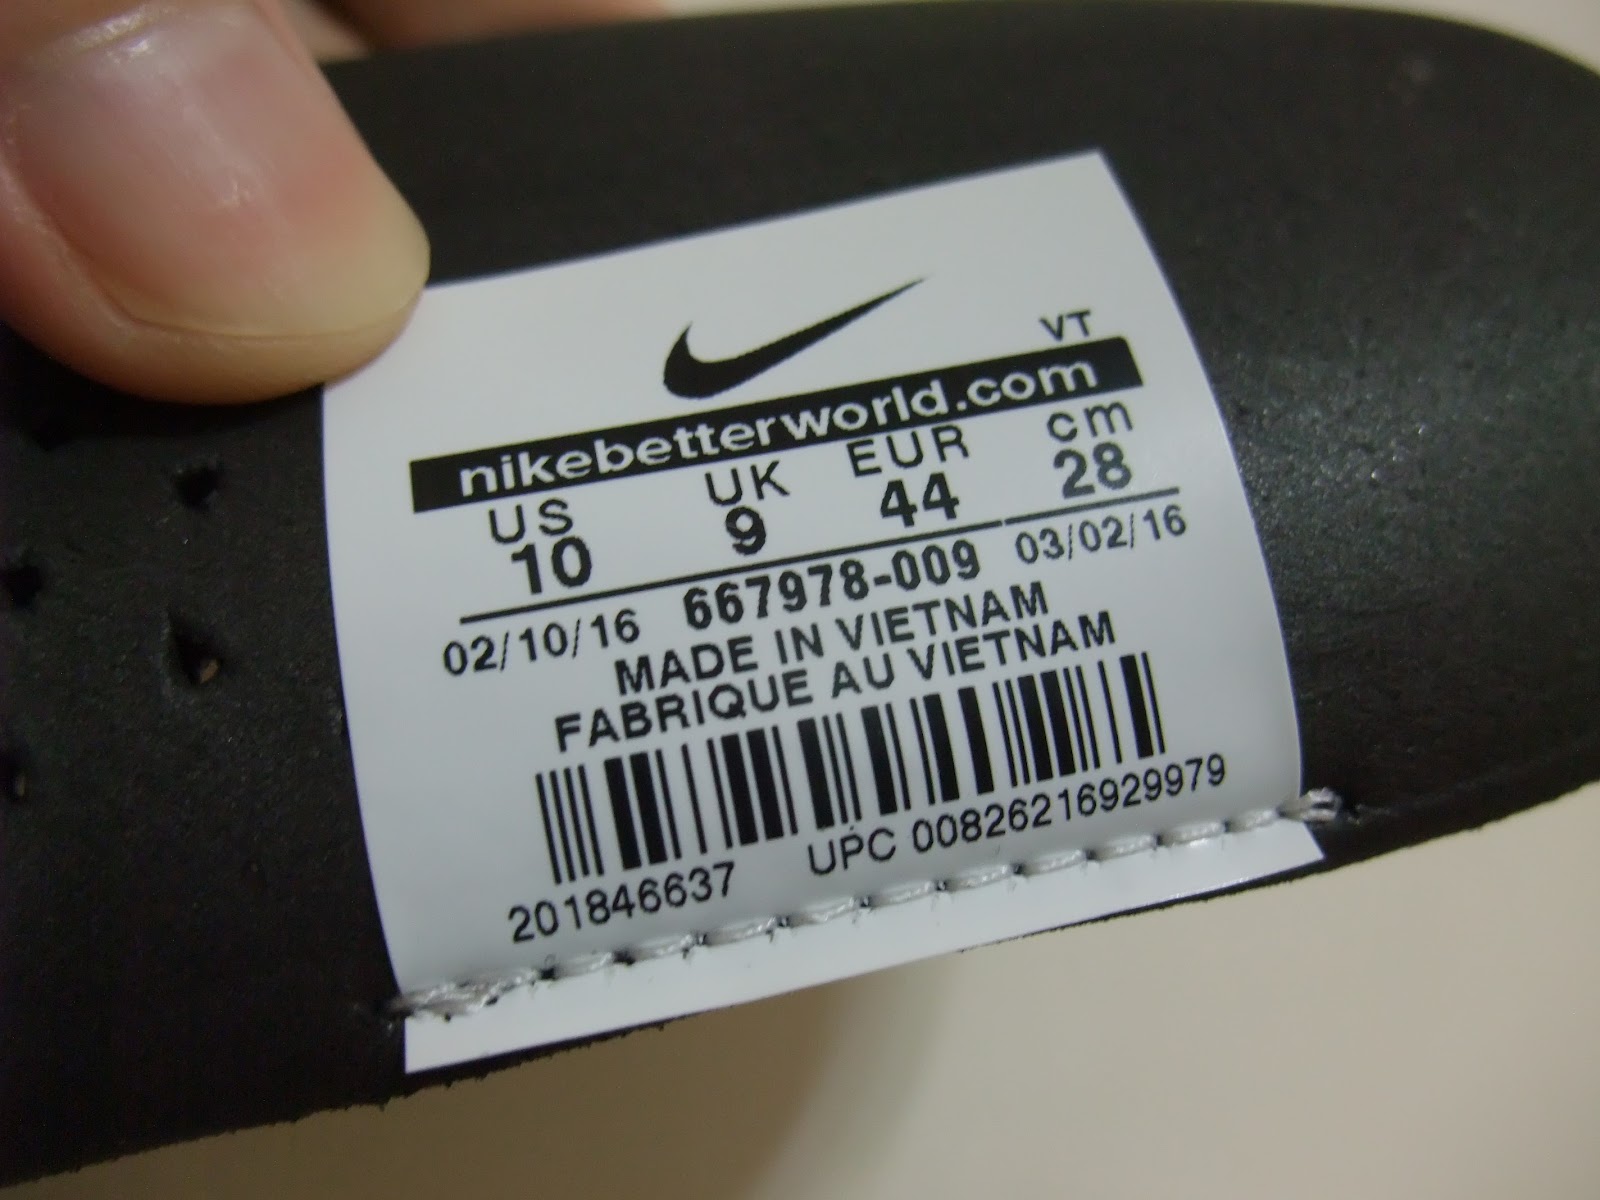 VT
nikebetterworld.com
US UK EUR cm
10 9 44 28
02/10/16 667978-009 03/02/16
MADE IN VIETNAM
FABRIQUE AU VIETNAM
201846637 UPC 00826216929979